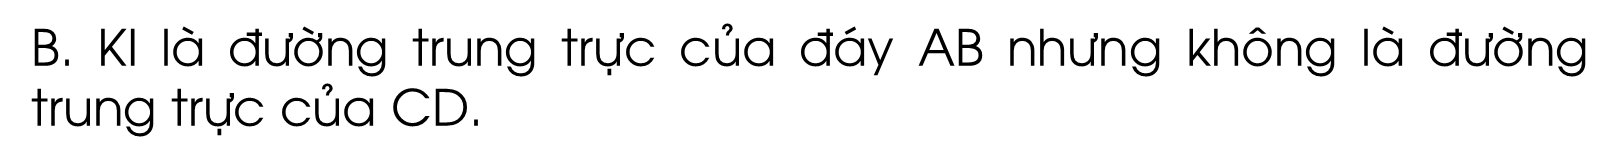 B. KI là đường trung trực của đáy AB nhưng không là đường
trung trực của CD.